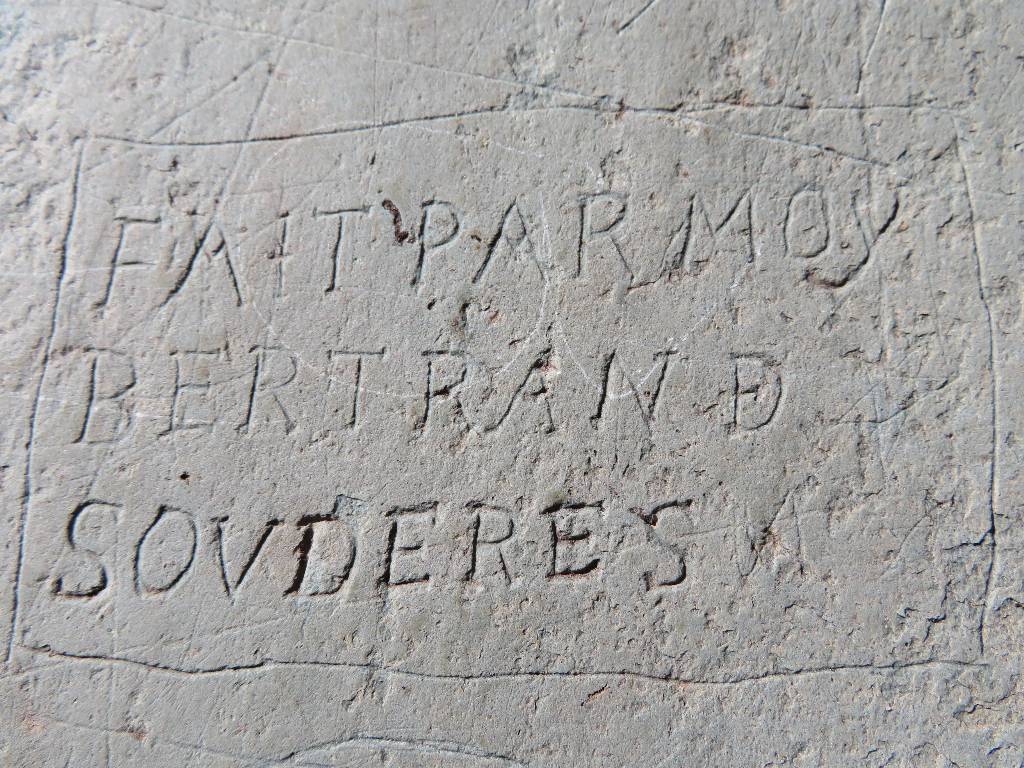 FAIT PAR MOY
BERTRAND
SOVDERES